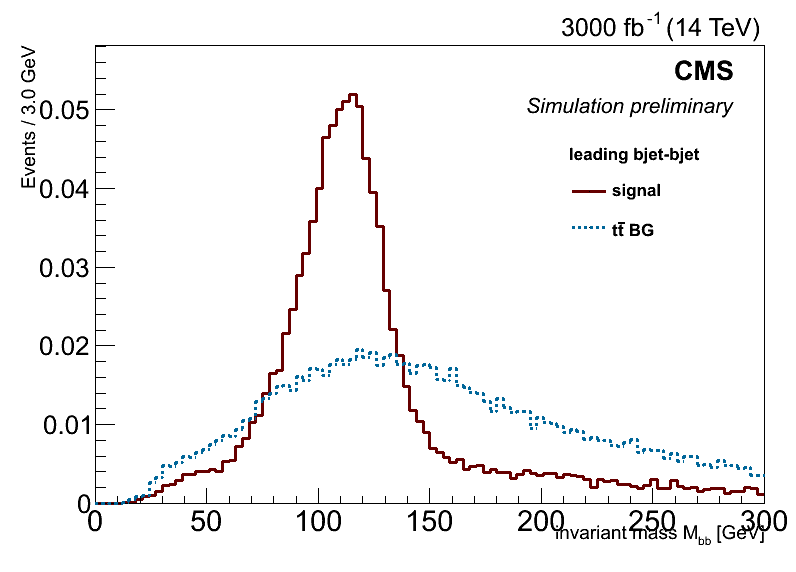 3000 fb⁻¹ (14 TeV)
Events / 3.0 GeV
CMS
Simulation preliminary
leading bjet-bjet
signal
tt̄ BG
0.05
0.04
0.03
0.02
0.01
0
0 50 100 150 200 250 300
invariant mass M_bb [GeV]